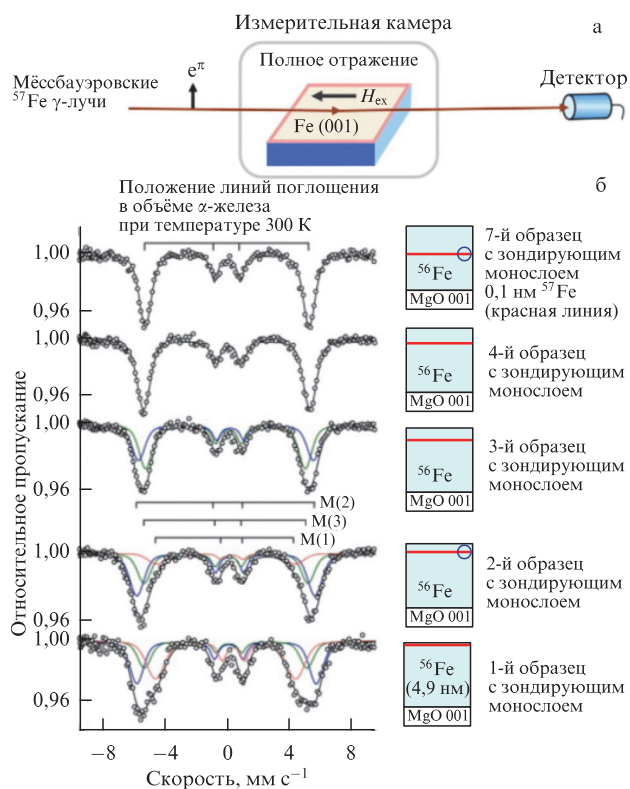 Измерительная камера
а
Полное отражение
Мёссбауэровские
⁵⁷Fe γ-лучи
e^π
H_ex
Fe (001)
Детектор
б
Положение линий поглощения
в объёме α-железа
при температуре 300 К
Относительное пропускание
1,00
0,96
1,00
0,96
1,00
0,96
M(2)
M(3)
M(1)
1,00
0,96
1,00
0,96
−8
−4
0
4
8
Скорость, мм с⁻¹
⁵⁶Fe
MgO 001
7-й образец
с зондирующим
монослоем
0,1 нм ⁵⁷Fe
(красная линия)
⁵⁶Fe
MgO 001
4-й образец
с зондирующим
монослоем
⁵⁶Fe
MgO 001
3-й образец
с зондирующим
монослоем
⁵⁶Fe
MgO 001
2-й образец
с зондирующим
монослоем
⁵⁶Fe
(4,9 нм)
MgO 001
1-й образец
с зондирующим
монослоем